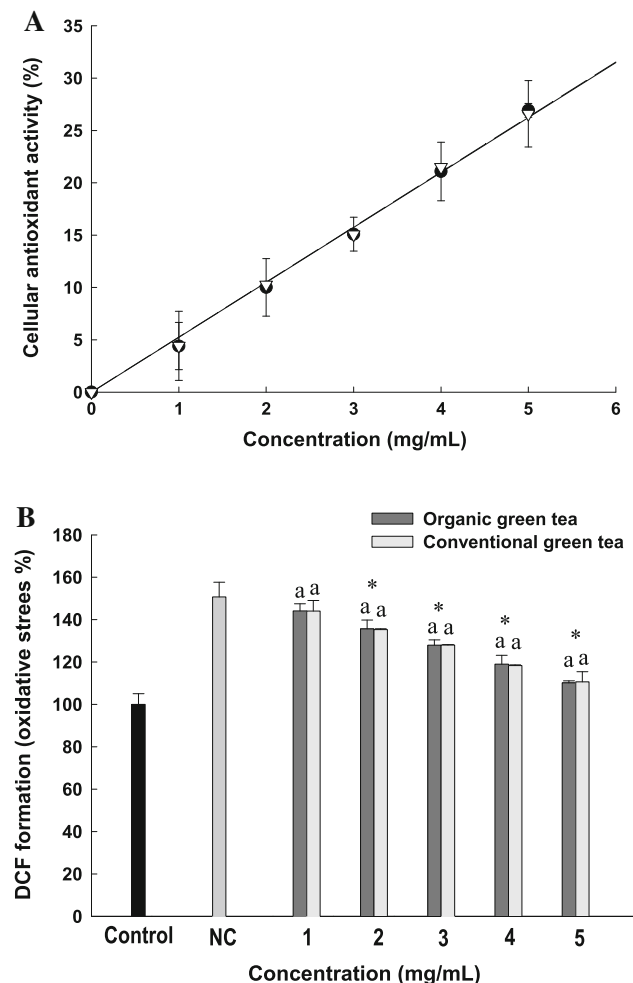 A
Cellular antioxidant activity (%)
35
30
25
20
15
10
5
0
0 1 2 3 4 5 6
Concentration (mg/mL)
B
DCF formation (oxidative strees %)
Organic green tea
Conventional green tea
180
160
140
120
100
80
60
40
20
0
a a
*
a a
*
a a
*
a a
*
a a
Control NC 1 2 3 4 5
Concentration (mg/mL)